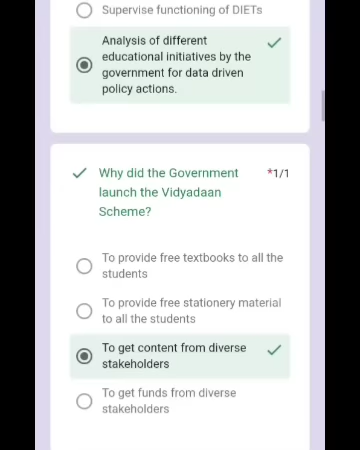 Supervise functioning of DIETs
Analysis of different
educational initiatives by the
government for data driven
policy actions.
Why did the Government *1/1
launch the Vidyadaan
Scheme?
To provide free textbooks to all the
students
To provide free stationery material
to all the students
To get content from diverse
stakeholders
To get funds from diverse
stakeholders